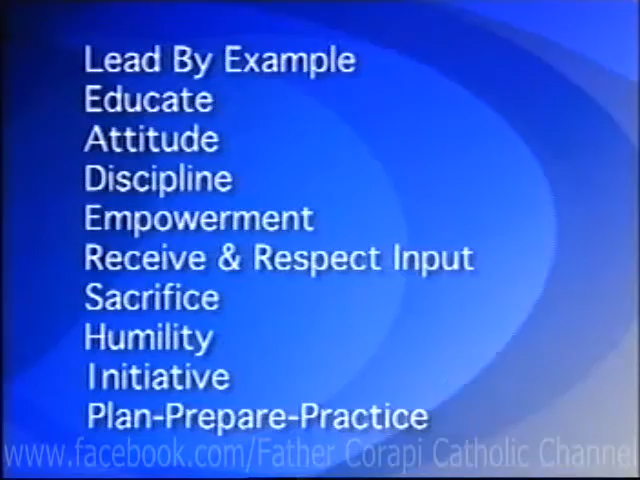 Lead By Example
Educate
Attitude
Discipline
Empowerment
Receive & Respect Input
Sacrifice
Humility
Initiative
Plan-Prepare-Practice
www.facebook.com/Father Corapi Catholic Channel